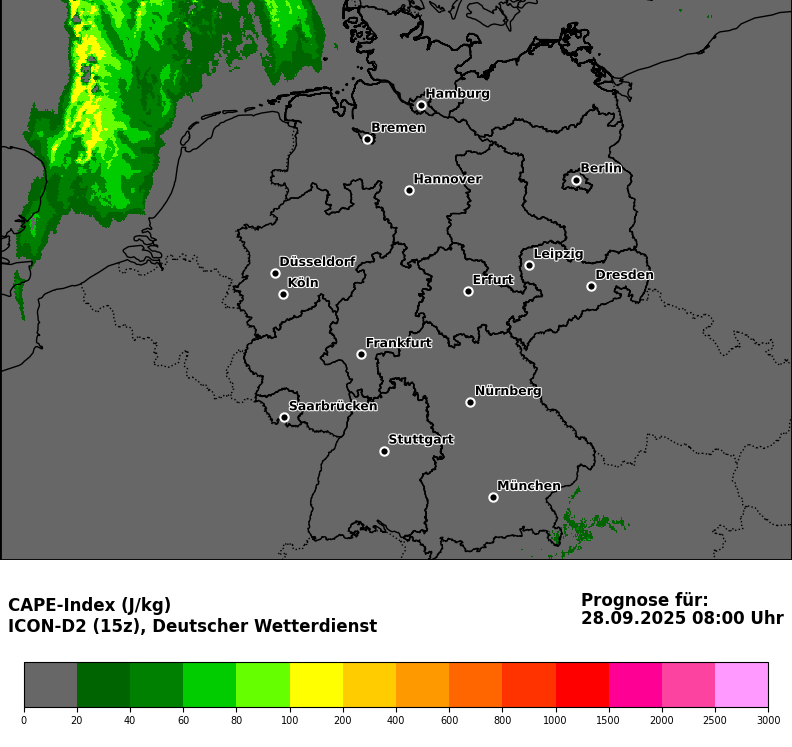 Hamburg
Bremen
Berlin
Hannover
Leipzig
Düsseldorf
Dresden
Köln
Erfurt
Frankfurt
Nürnberg
Saarbrücken
Stuttgart
München
CAPE-Index (J/kg)
ICON-D2 (15z), Deutscher Wetterdienst
Prognose für:
28.09.2025 08:00 Uhr
0 20 40 60 80 100 200 400 600 800 1000 1500 2000 2500 3000